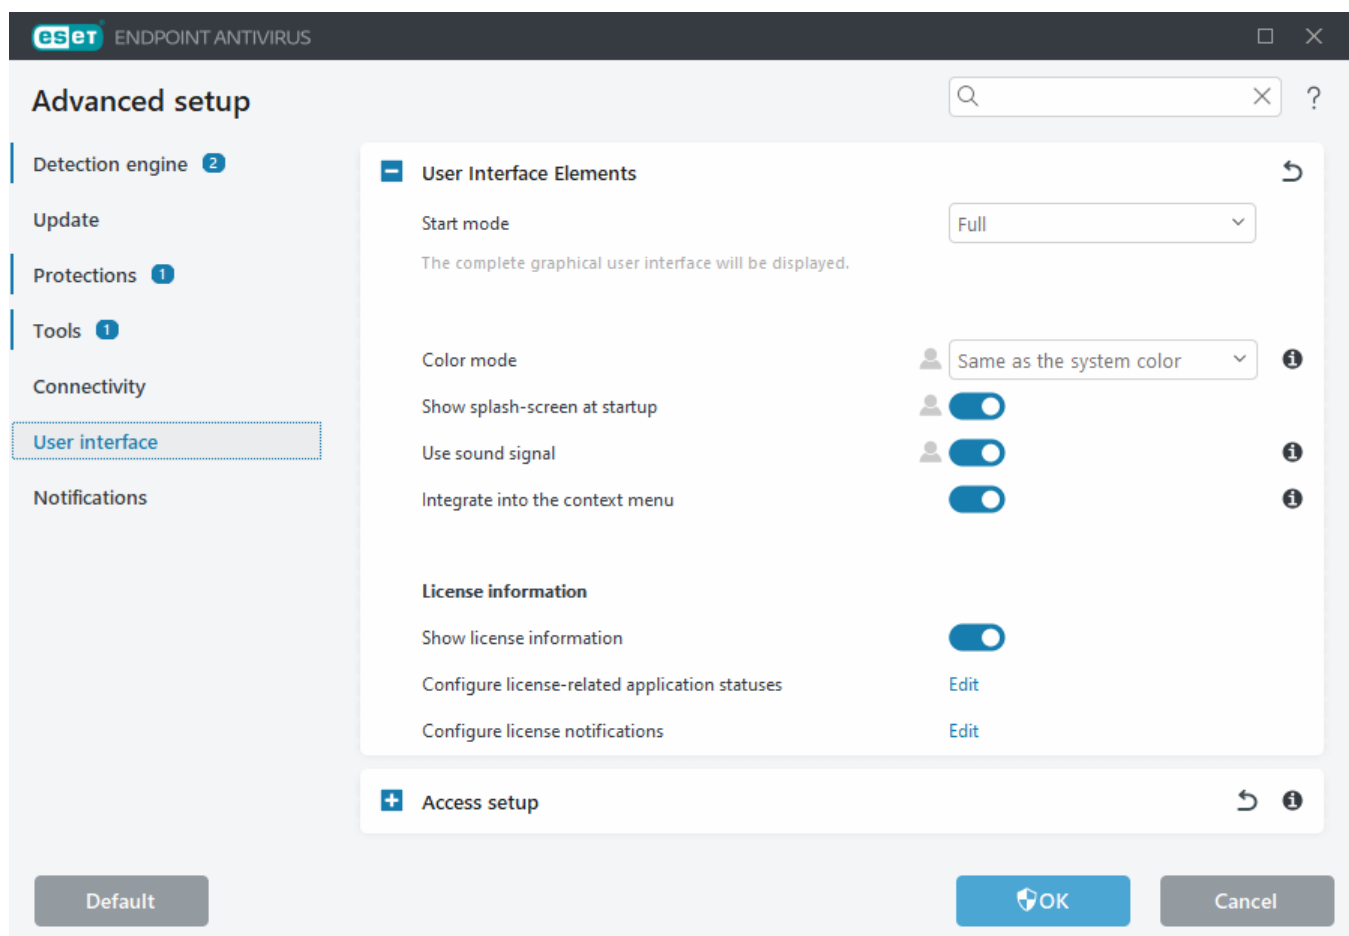 eset ENDPOINT ANTIVIRUS
Advanced setup
?
Detection engine 2
Update
Protections 1
Tools 1
Connectivity
User interface
Notifications
User Interface Elements
Start mode Full
The complete graphical user interface will be displayed.
Color mode Same as the system color
Show splash-screen at startup
Use sound signal
Integrate into the context menu
License information
Show license information
Configure license-related application statuses Edit
Configure license notifications Edit
Access setup
Default OK Cancel